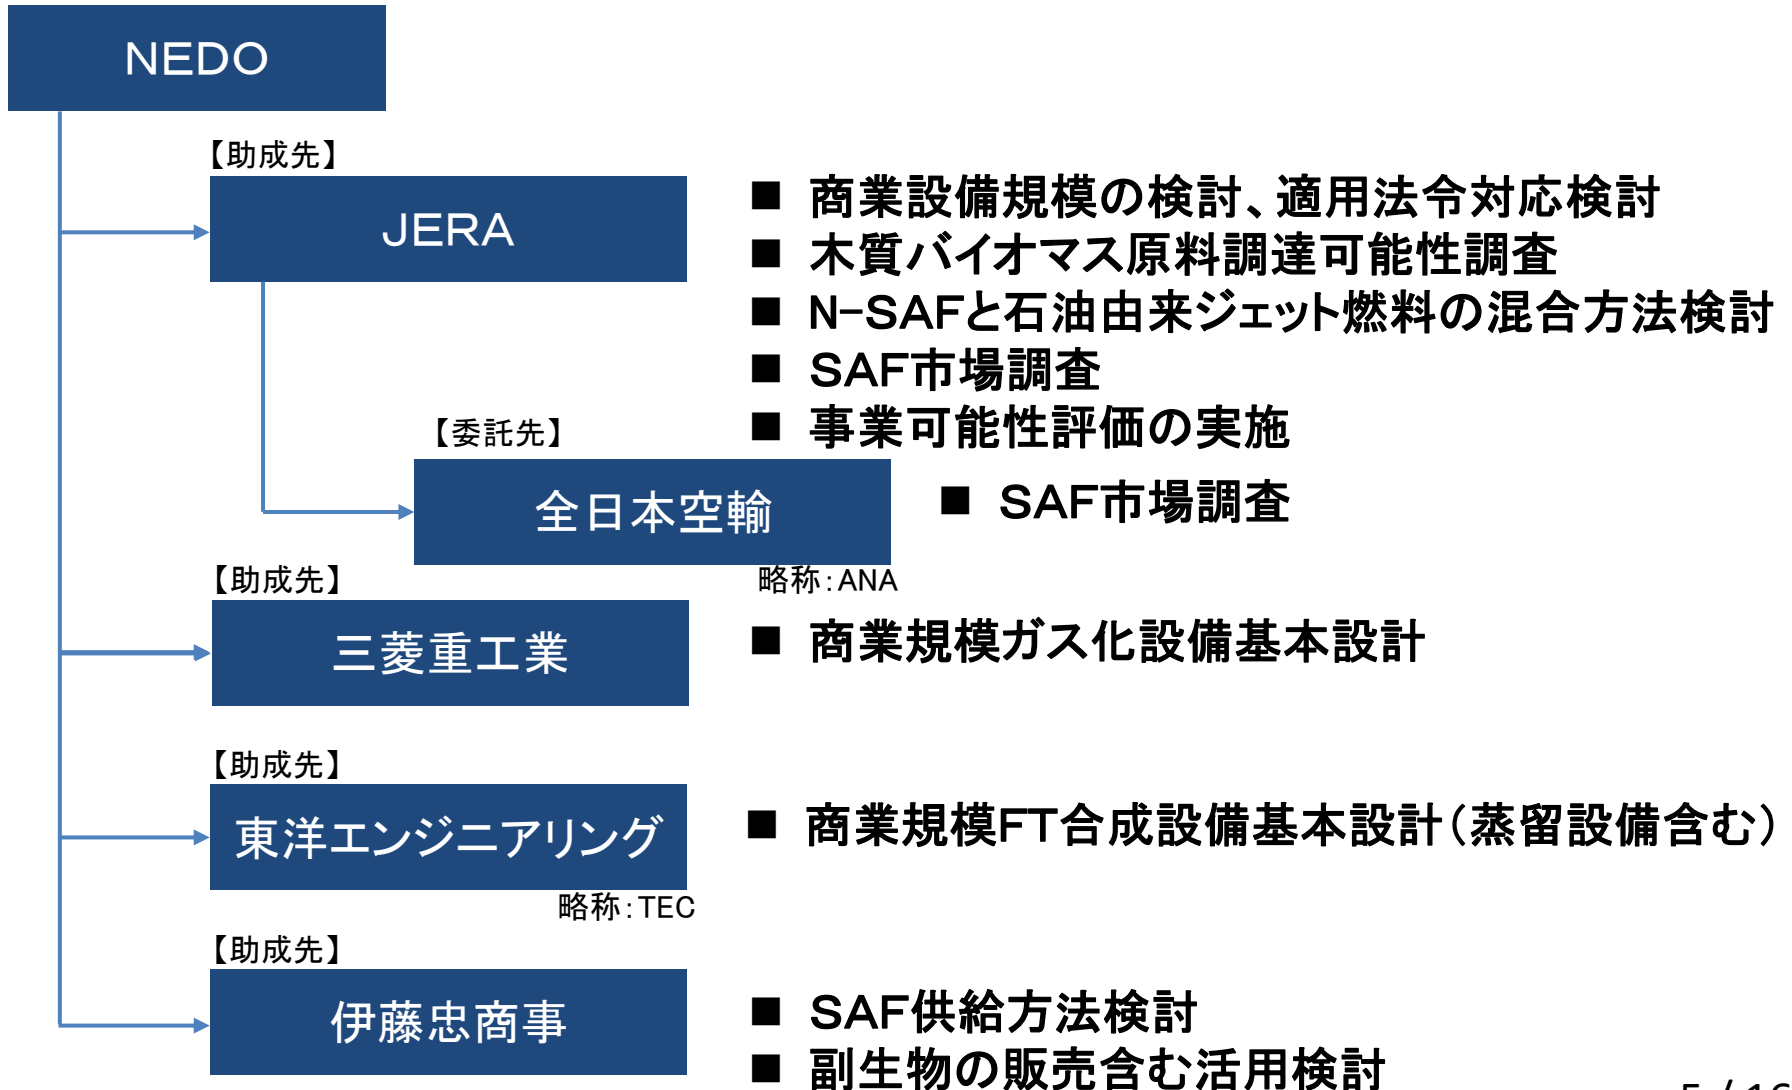 NEDO
【助成先】
JERA
■ 商業設備規模の検討、適用法令対応検討
■ 木質バイオマス原料調達可能性調査
■ N-SAFと石油由来ジェット燃料の混合方法検討
■ SAF市場調査
■ 事業可能性評価の実施
【委託先】
全日本空輸
■ SAF市場調査
略称：ANA
【助成先】
三菱重工業
■ 商業規模ガス化設備基本設計
【助成先】
東洋エンジニアリング
■ 商業規模FT合成設備基本設計（蒸留設備含む）
略称：TEC
【助成先】
伊藤忠商事
■ SAF供給方法検討
■ 副生物の販売含む活用検討